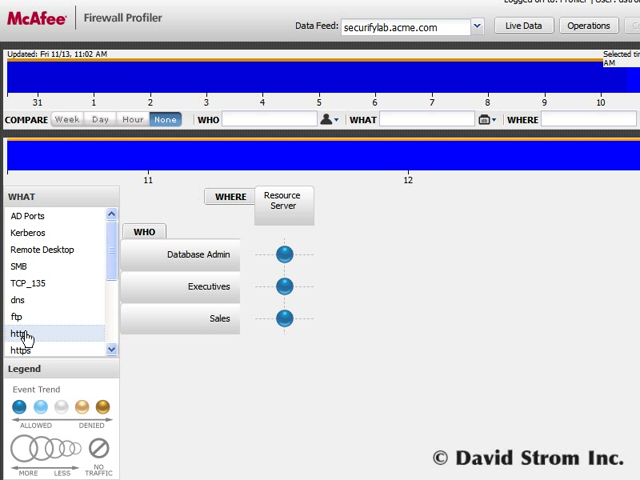 McAfee® Firewall Profiler
Data Feed: securifylab.acme.com Live Data Operations
Updated: Fri 11/13, 11:02 AM
AM
31 1 2 3 4 5 6 7 8 9 10
COMPARE Week Day Hour None WHO WHAT WHERE
11 12
WHAT
AD Ports
Kerberos
Remote Desktop
SMB
TCP_135
dns
ftp
http
https
WHERE
Resource
Server
WHO
Database Admin
Executives
Sales
Legend
Event Trend
ALLOWED DENIED
MORE LESS
NO
TRAFFIC
© David Strom Inc.